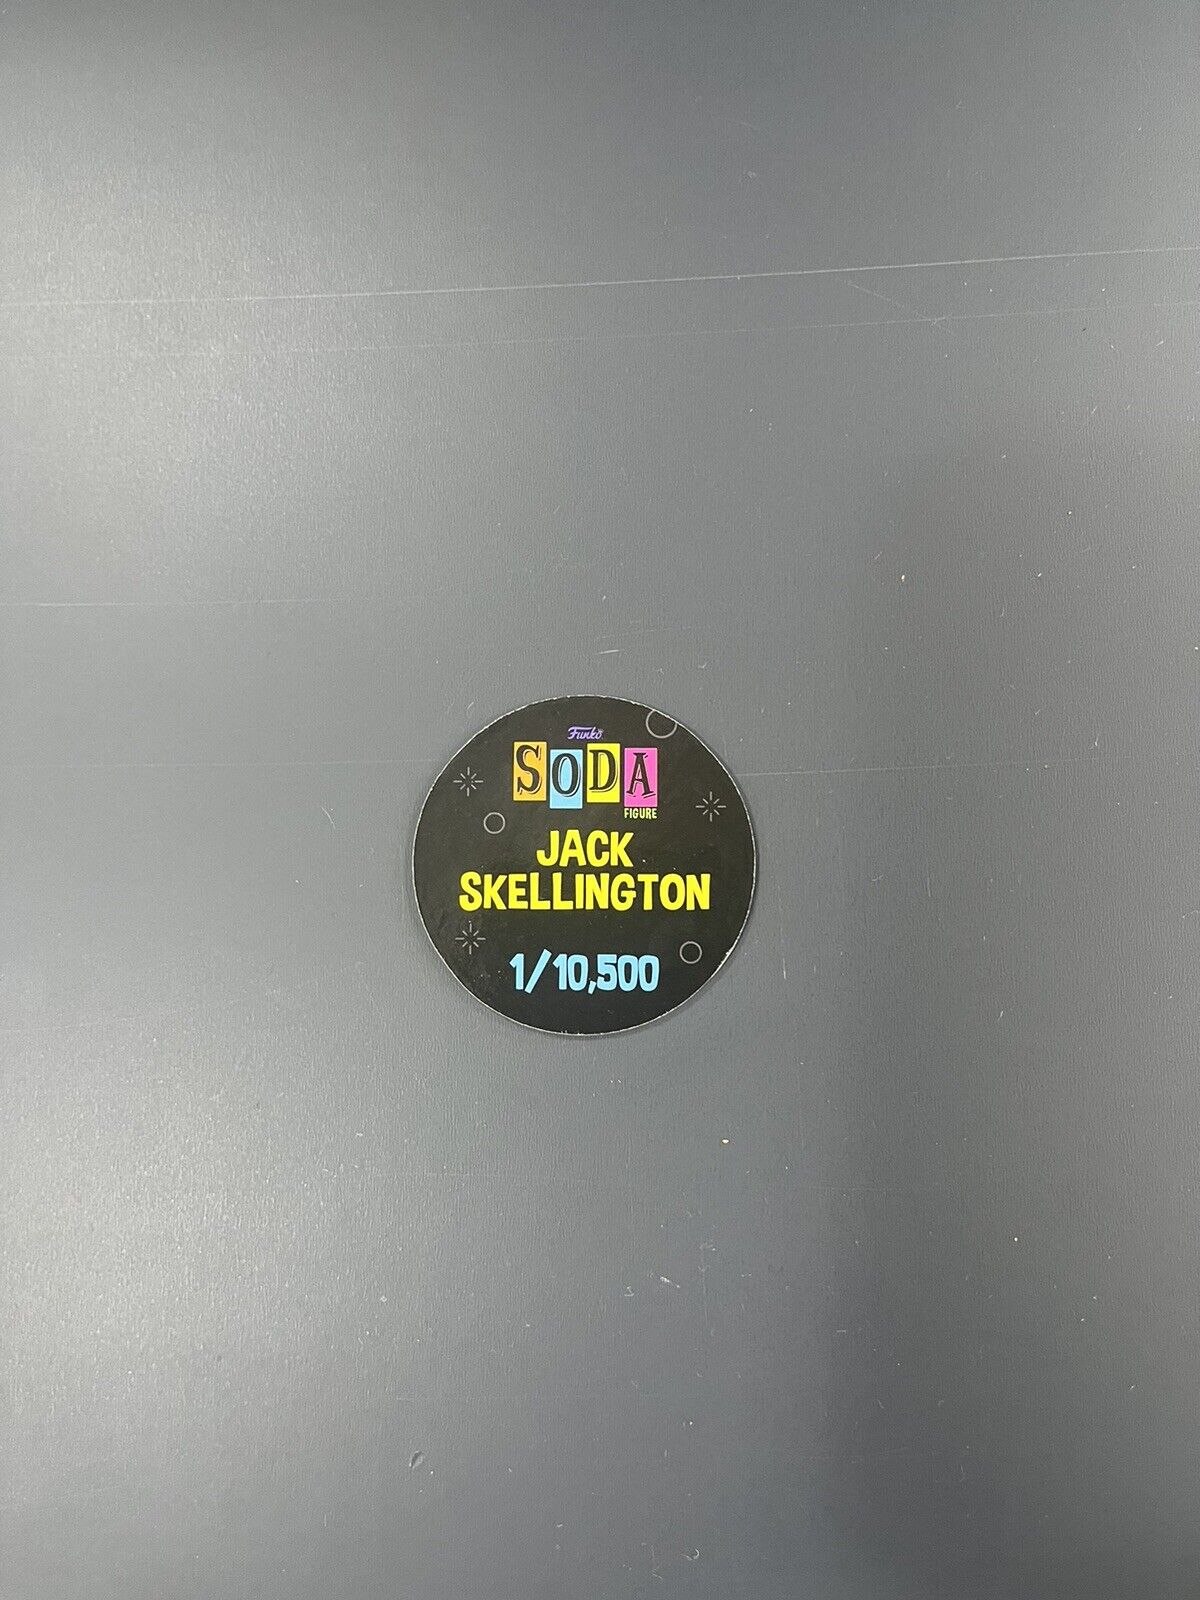 Funko
SODA
FIGURE
JACK
SKELLINGTON
1/10,500